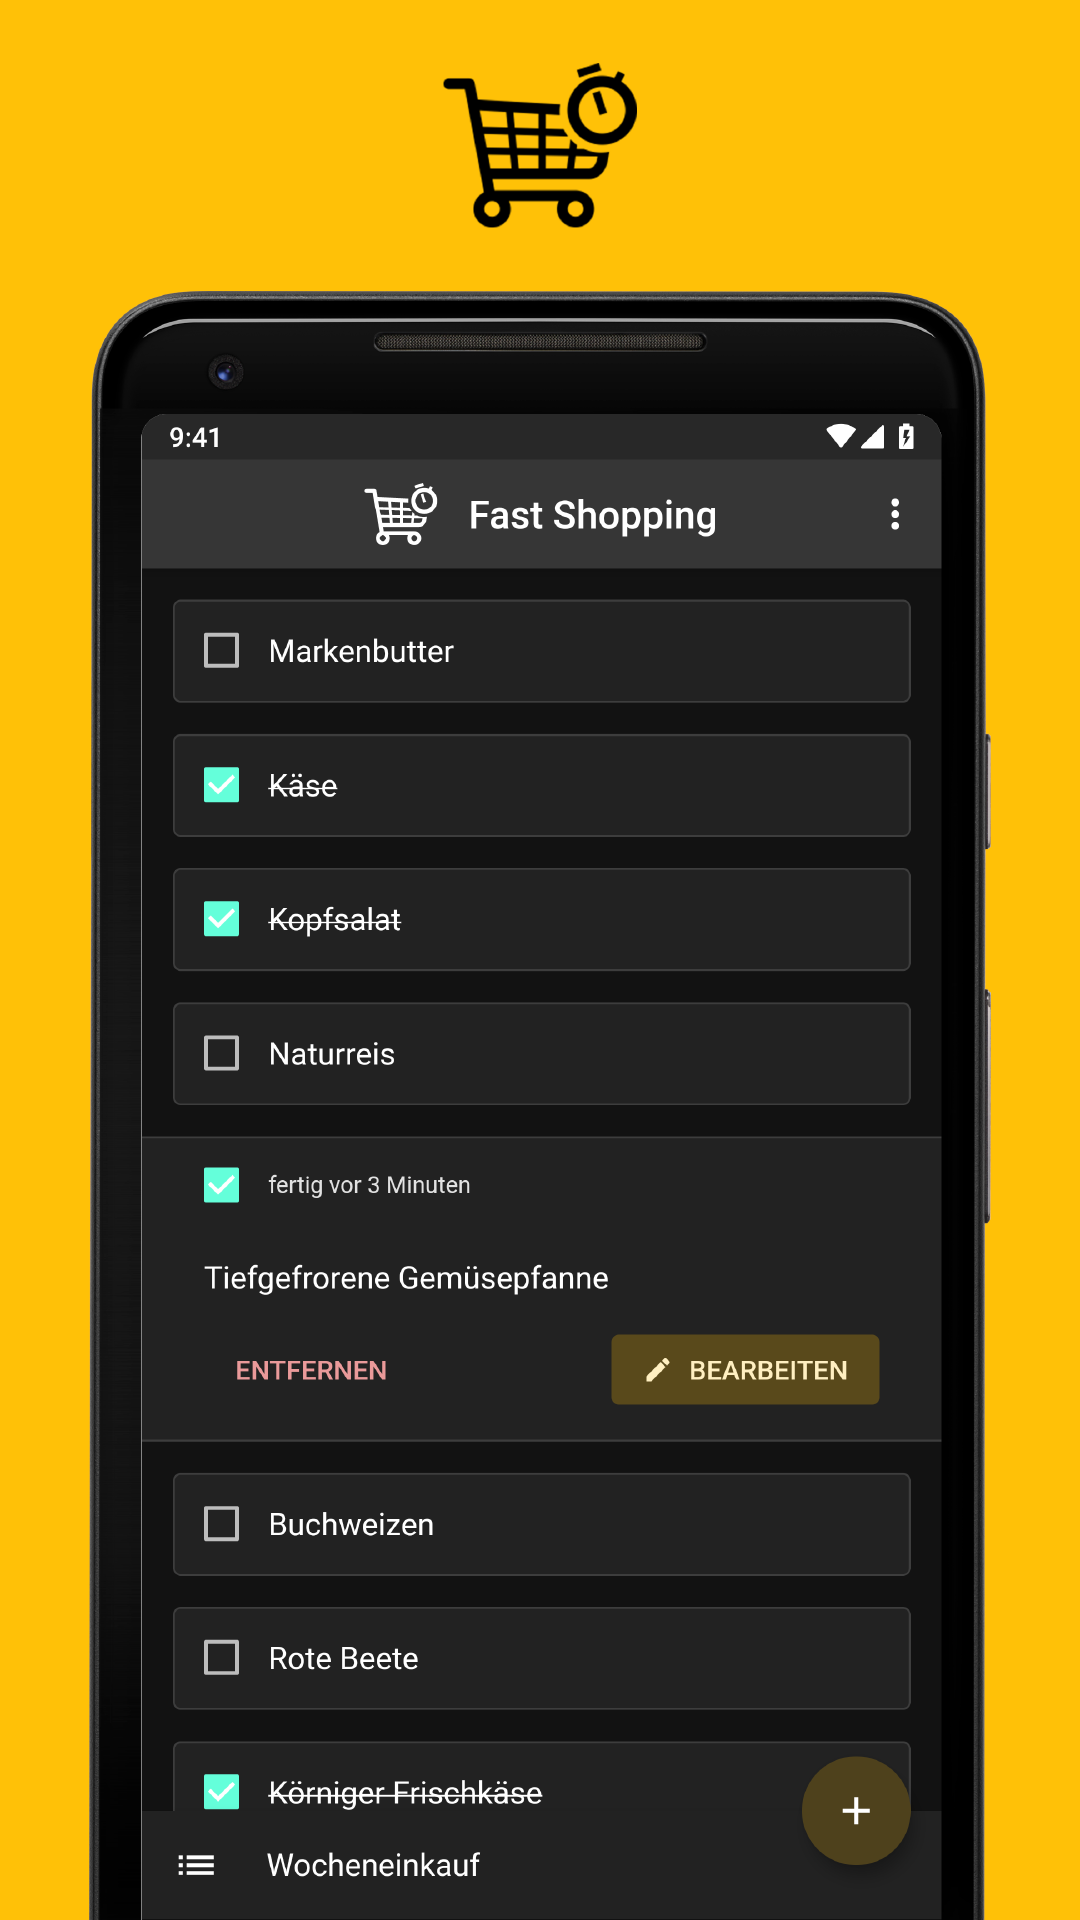 9:41
Fast Shopping
Markenbutter
Käse
Kopfsalat
Naturreis
fertig vor 3 Minuten
Tiefgefrorene Gemüsepfanne
ENTFERNEN
BEARBEITEN
Buchweizen
Rote Beete
Körniger Frischkäse
Wocheneinkauf